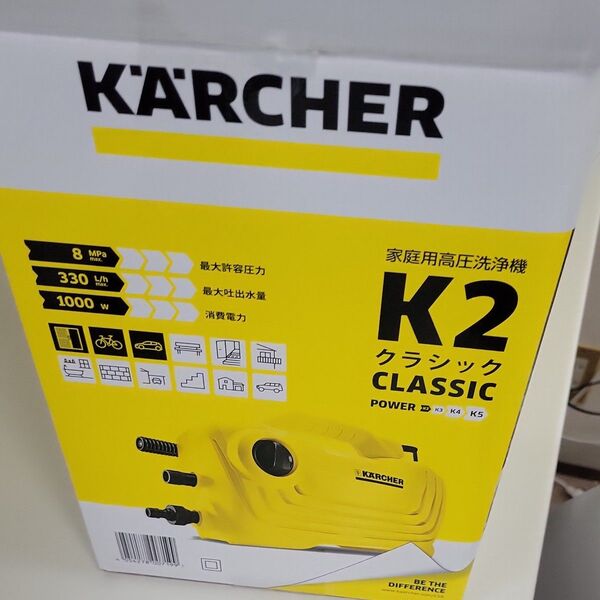 KÄRCHER
8 MPa max.
最大許容圧力
330 L/h max.
最大吐出水量
1000 W
消費電力
家庭用高圧洗浄機
K2
クラシック
CLASSIC
POWER K2 K3 K4 K5
KÄRCHER
BE THE
DIFFERENCE